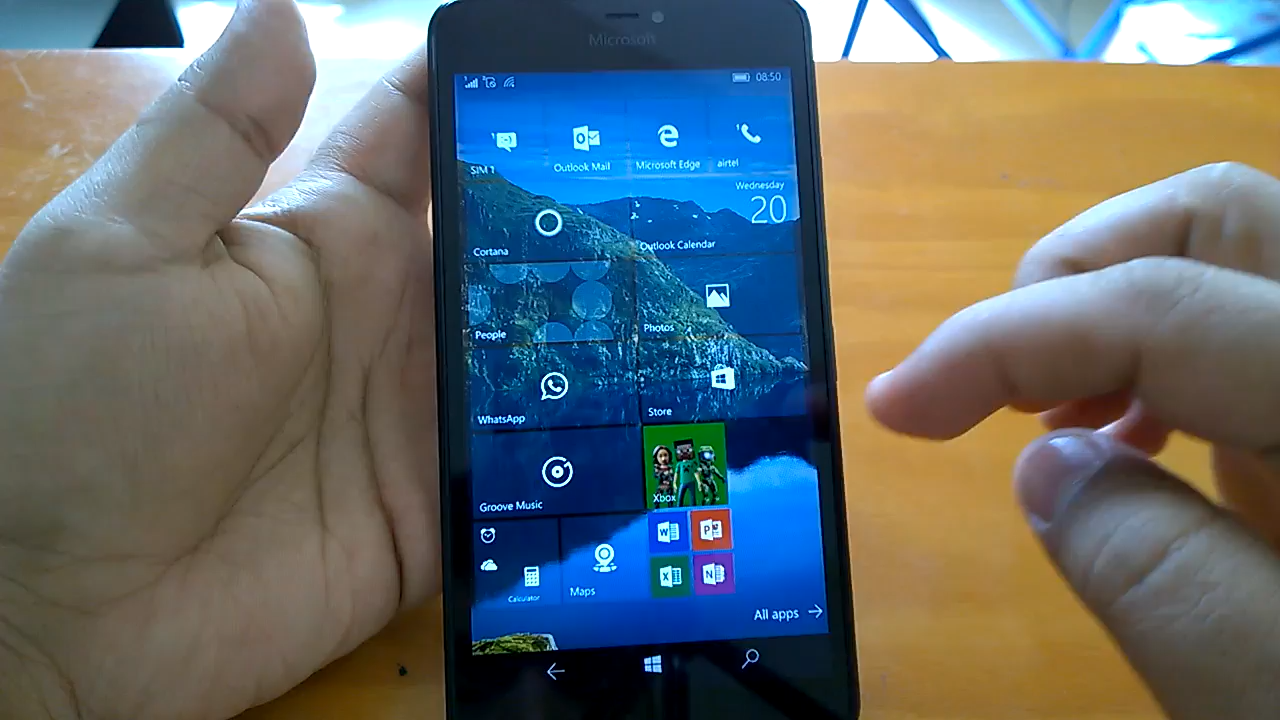 Microsoft
08:50
SIM 1
Outlook Mail
Microsoft Edge
airtel
Cortana
Wednesday
20
Outlook Calendar
People
Photos
WhatsApp
Store
Groove Music
Xbox
Calculator
Maps
All apps